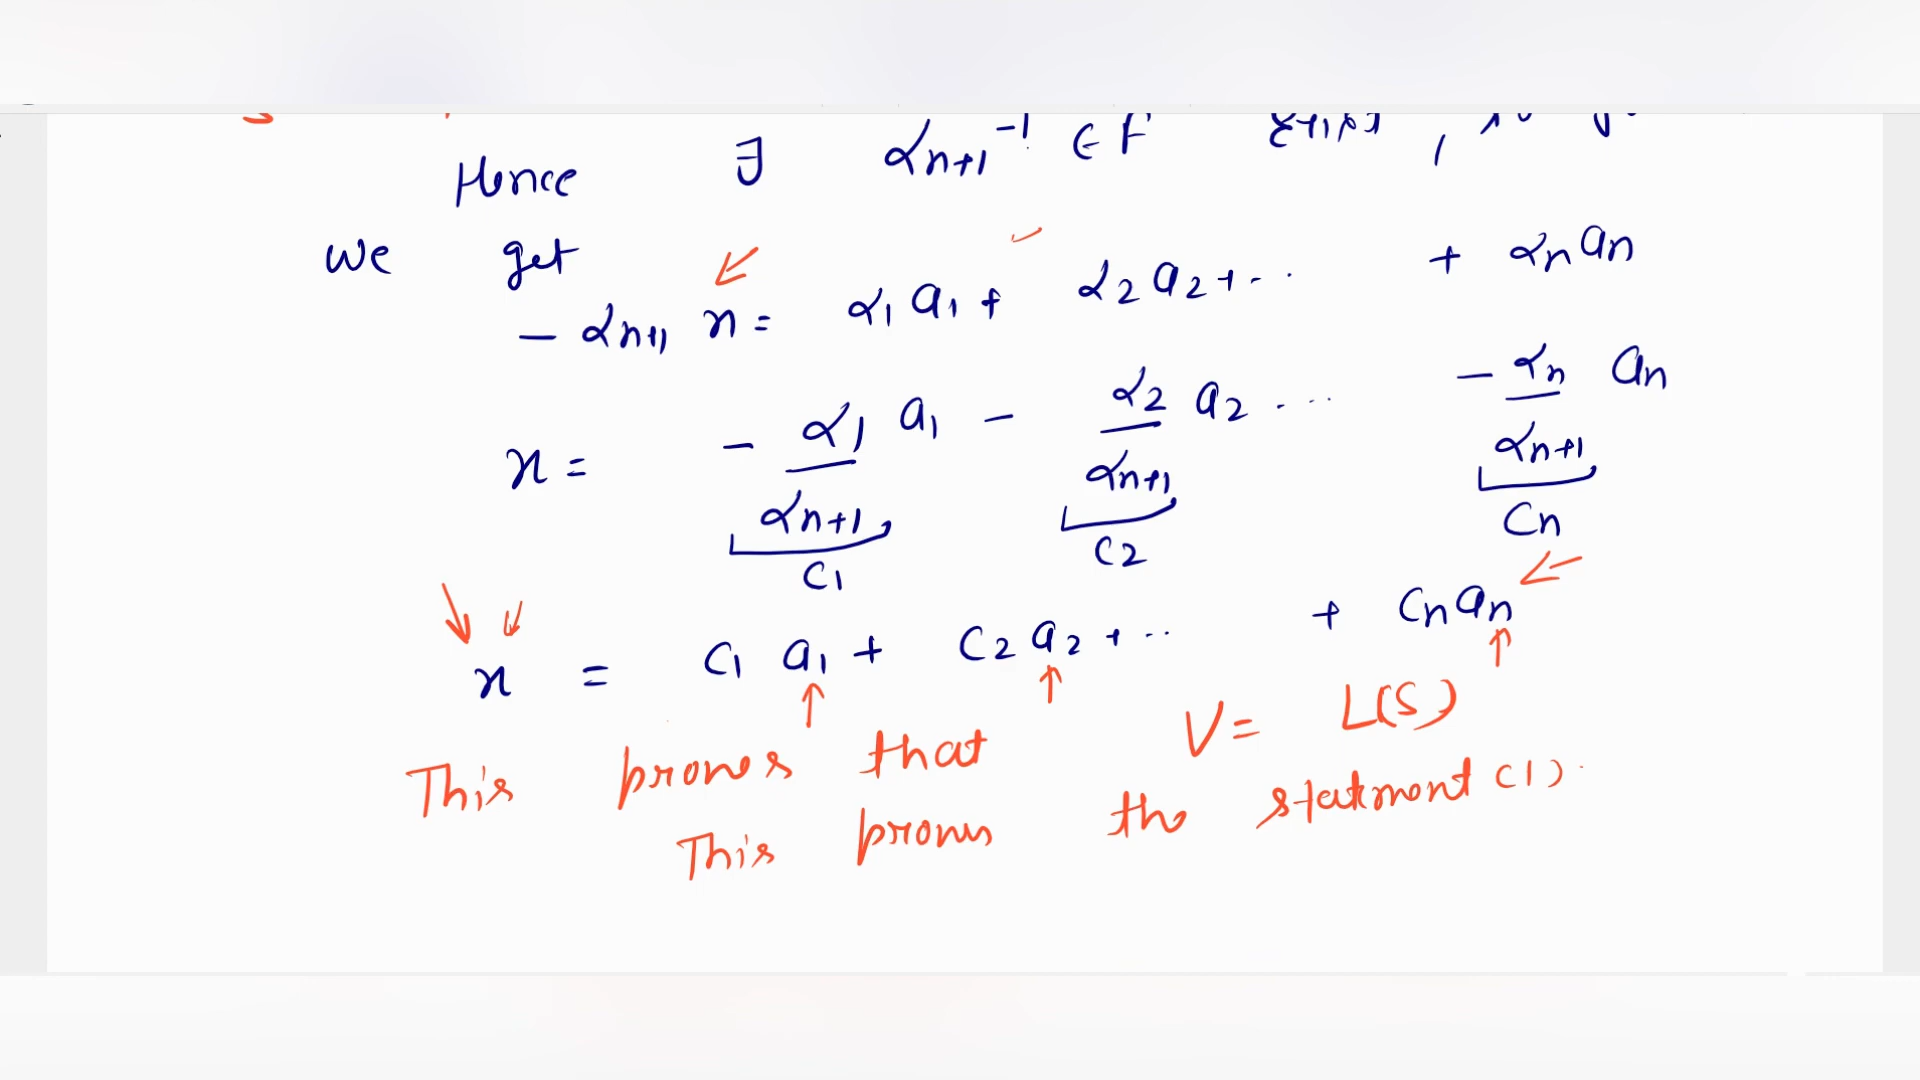 Hence ∃ αn+1⁻¹ ∈ F exist, so
we get
- αn+1 x = α1 a1 + α2 a2 + ... + αn an
x = - α1/αn+1 a1 - α2/αn+1 a2 ... - αn/αn+1 an
C1 C2 Cn
x = C1 a1 + C2 a2 + ... + Cn an
This proves that V = L(S)
This proves the statement (1).